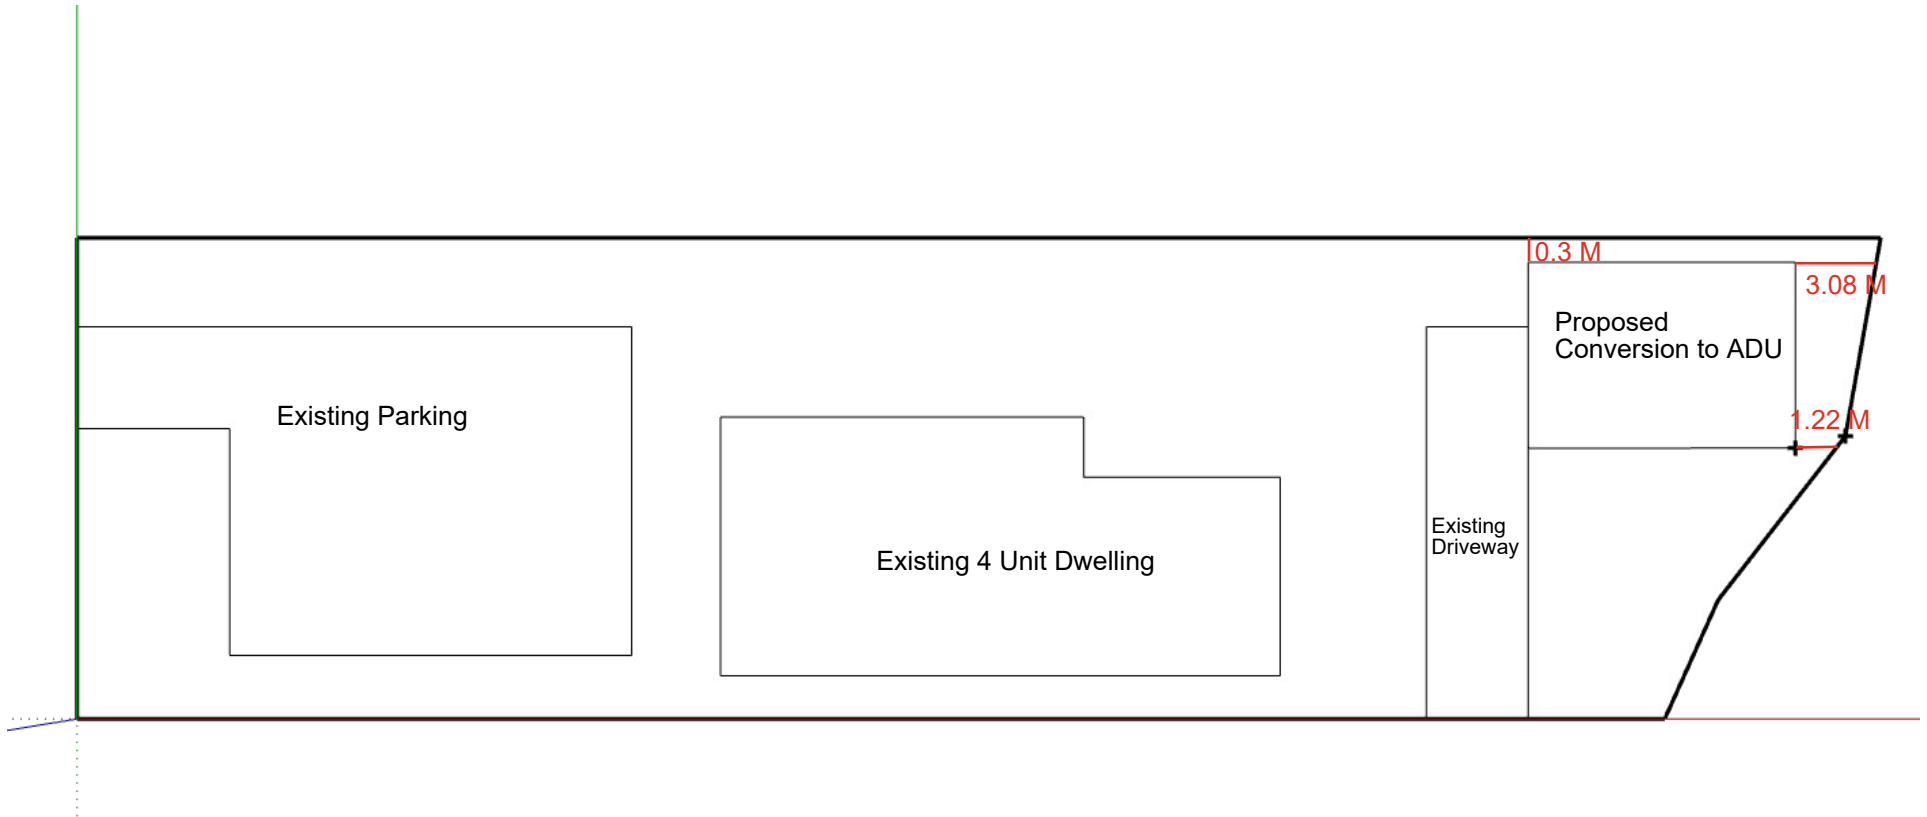 0.3 M
3.08 M
Proposed
Conversion to ADU
Existing Parking
1.22 M
Existing
Driveway
Existing 4 Unit Dwelling